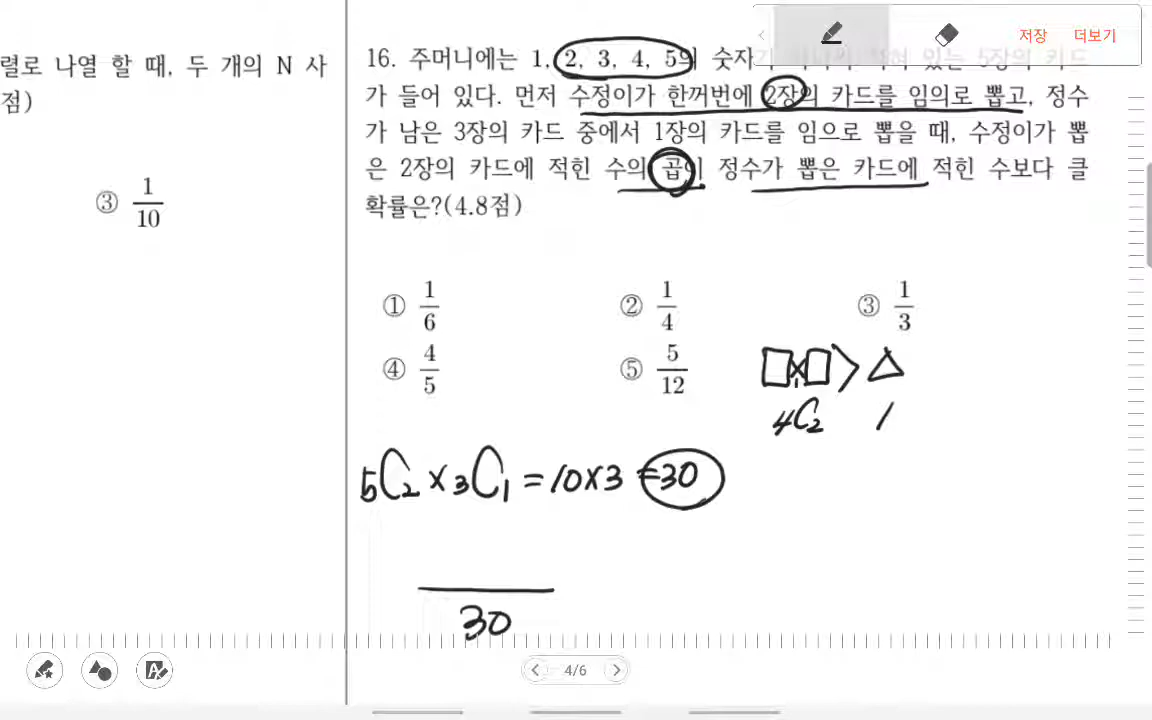 렬로 나열 할 때, 두 개의 N 사
점)
③ 1/10
저장 더보기
16. 주머니에는 1, 2, 3, 4, 5의 숫자
가 들어 있다. 먼저 수정이가 한꺼번에 2장의 카드를 임의로 뽑고, 정수
가 남은 3장의 카드 중에서 1장의 카드를 임으로 뽑을 때, 수정이가 뽑
은 2장의 카드에 적힌 수의 곱이 정수가 뽑은 카드에 적힌 수보다 클
확률은?(4.8점)
① 1/6 ② 1/4 ③ 1/3
④ 4/5 ⑤ 5/12
□×□>△
4C2 1
5C2×3C1=10×3=30
30
4/6